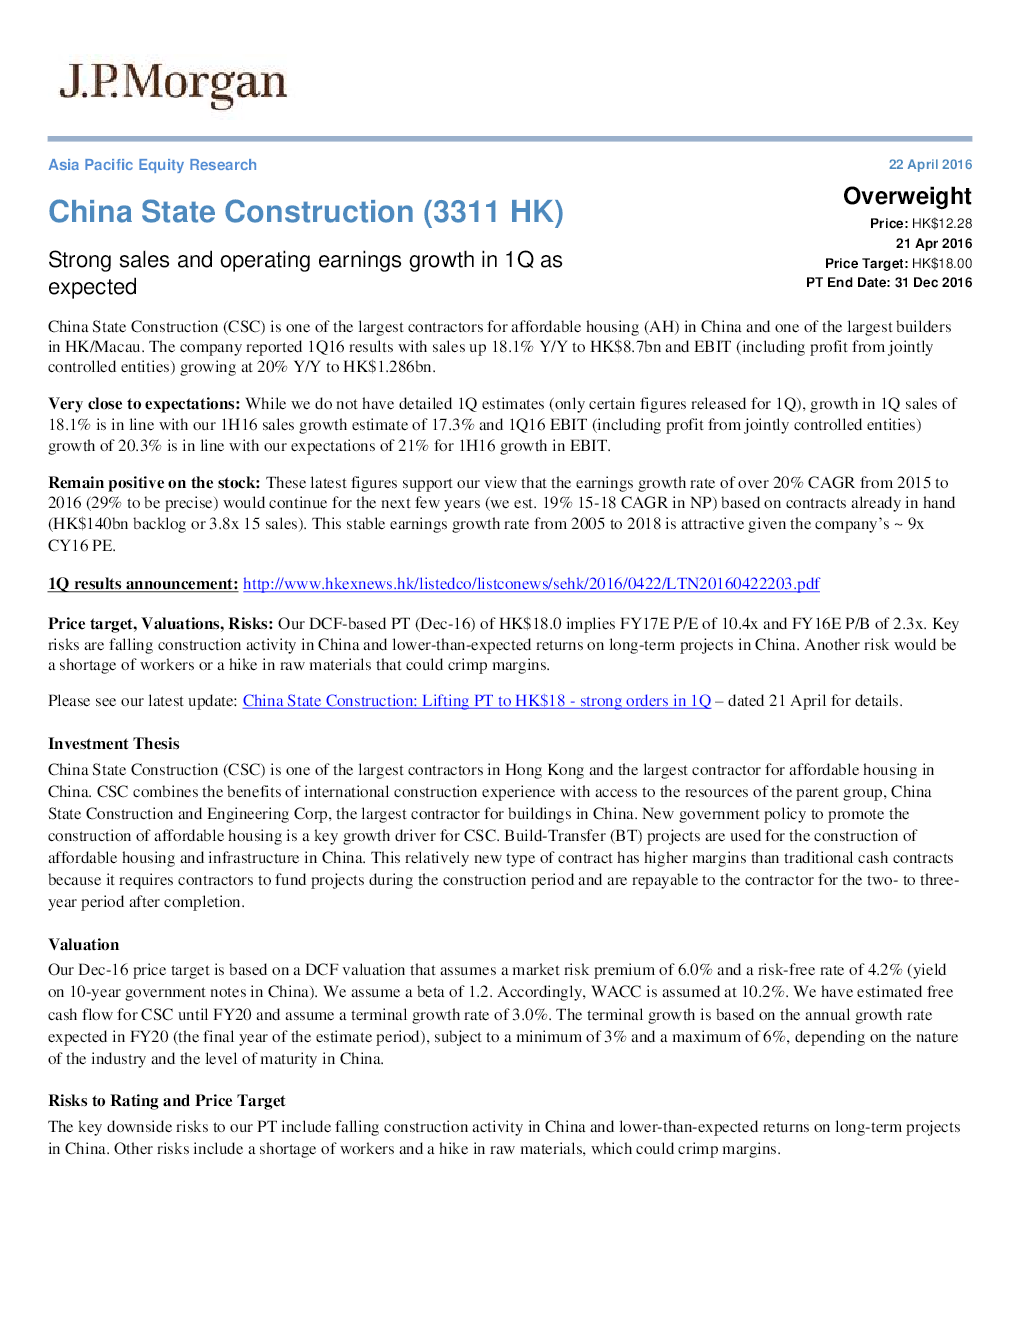 J.P.Morgan
Asia Pacific Equity Research
22 April 2016
China State Construction (3311 HK)
Overweight
Price: HK$12.28
21 Apr 2016
Price Target: HK$18.00
PT End Date: 31 Dec 2016
Strong sales and operating earnings growth in 1Q as
expected
China State Construction (CSC) is one of the largest contractors for affordable housing (AH) in China and one of the largest builders
in HK/Macau. The company reported 1Q16 results with sales up 18.1% Y/Y to HK$8.7bn and EBIT (including profit from jointly
controlled entities) growing at 20% Y/Y to HK$1.286bn.
Very close to expectations: While we do not have detailed 1Q estimates (only certain figures released for 1Q), growth in 1Q sales of
18.1% is in line with our 1H16 sales growth estimate of 17.3% and 1Q16 EBIT (including profit from jointly controlled entities)
growth of 20.3% is in line with our expectations of 21% for 1H16 growth in EBIT.
Remain positive on the stock: These latest figures support our view that the earnings growth rate of over 20% CAGR from 2015 to
2016 (29% to be precise) would continue for the next few years (we est. 19% 15-18 CAGR in NP) based on contracts already in hand
(HK$140bn backlog or 3.8x 15 sales). This stable earnings growth rate from 2005 to 2018 is attractive given the company's ~ 9x
CY16 PE.
1Q results announcement: http://www.hkexnews.hk/listedco/listconews/sehk/2016/0422/LTN20160422203.pdf
Price target, Valuations, Risks: Our DCF-based PT (Dec-16) of HK$18.0 implies FY17E P/E of 10.4x and FY16E P/B of 2.3x. Key
risks are falling construction activity in China and lower-than-expected returns on long-term projects in China. Another risk would be
a shortage of workers or a hike in raw materials that could crimp margins.
Please see our latest update: China State Construction: Lifting PT to HK$18 - strong orders in 1Q – dated 21 April for details.
Investment Thesis
China State Construction (CSC) is one of the largest contractors in Hong Kong and the largest contractor for affordable housing in
China. CSC combines the benefits of international construction experience with access to the resources of the parent group, China
State Construction and Engineering Corp, the largest contractor for buildings in China. New government policy to promote the
construction of affordable housing is a key growth driver for CSC. Build-Transfer (BT) projects are used for the construction of
affordable housing and infrastructure in China. This relatively new type of contract has higher margins than traditional cash contracts
because it requires contractors to fund projects during the construction period and are repayable to the contractor for the two- to three-
year period after completion.
Valuation
Our Dec-16 price target is based on a DCF valuation that assumes a market risk premium of 6.0% and a risk-free rate of 4.2% (yield
on 10-year government notes in China). We assume a beta of 1.2. Accordingly, WACC is assumed at 10.2%. We have estimated free
cash flow for CSC until FY20 and assume a terminal growth rate of 3.0%. The terminal growth is based on the annual growth rate
expected in FY20 (the final year of the estimate period), subject to a minimum of 3% and a maximum of 6%, depending on the nature
of the industry and the level of maturity in China.
Risks to Rating and Price Target
The key downside risks to our PT include falling construction activity in China and lower-than-expected returns on long-term projects
in China. Other risks include a shortage of workers and a hike in raw materials, which could crimp margins.